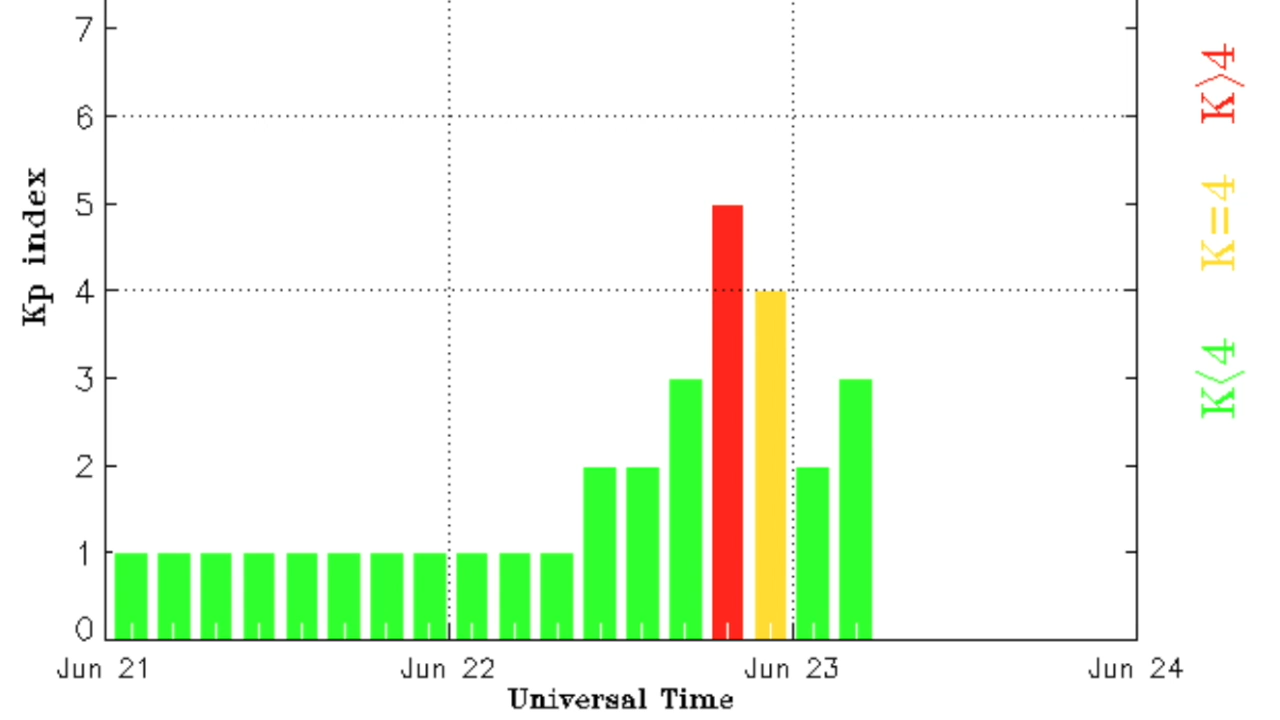 7
6
5
4
3
2
1
0
Kp index
Jun 21
Jun 22
Jun 23
Jun 24
Universal Time
K>4
K=4
K<4